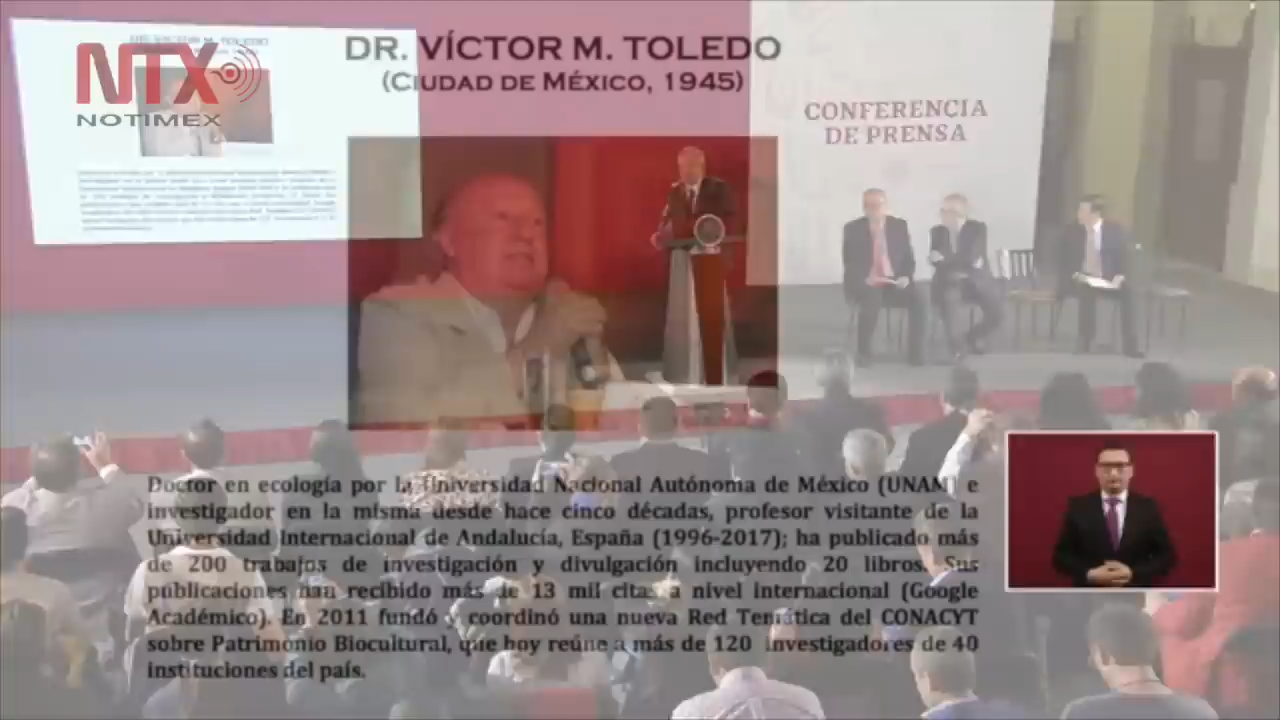 NTX
NOTIMEX
DR. VÍCTOR M. TOLEDO
DR. VÍCTOR M. TOLEDO
(CIUDAD DE MÉXICO, 1945)
CONFERENCIA
DE PRENSA
Doctor en ecología por la Universidad Nacional Autónoma de México (UNAM) e
investigador en la misma desde hace cinco décadas, profesor visitante de la
Universidad Internacional de Andalucía, España (1996-2017); ha publicado más
de 200 trabajos de investigación y divulgación incluyendo 20 libros. Sus
publicaciones han recibido más de 13 mil citas a nivel internacional (Google
Académico). En 2011 fundó y coordinó una nueva Red Temática del CONACYT
sobre Patrimonio Biocultural, que hoy reúne a más de 120 investigadores de 40
instituciones del país.